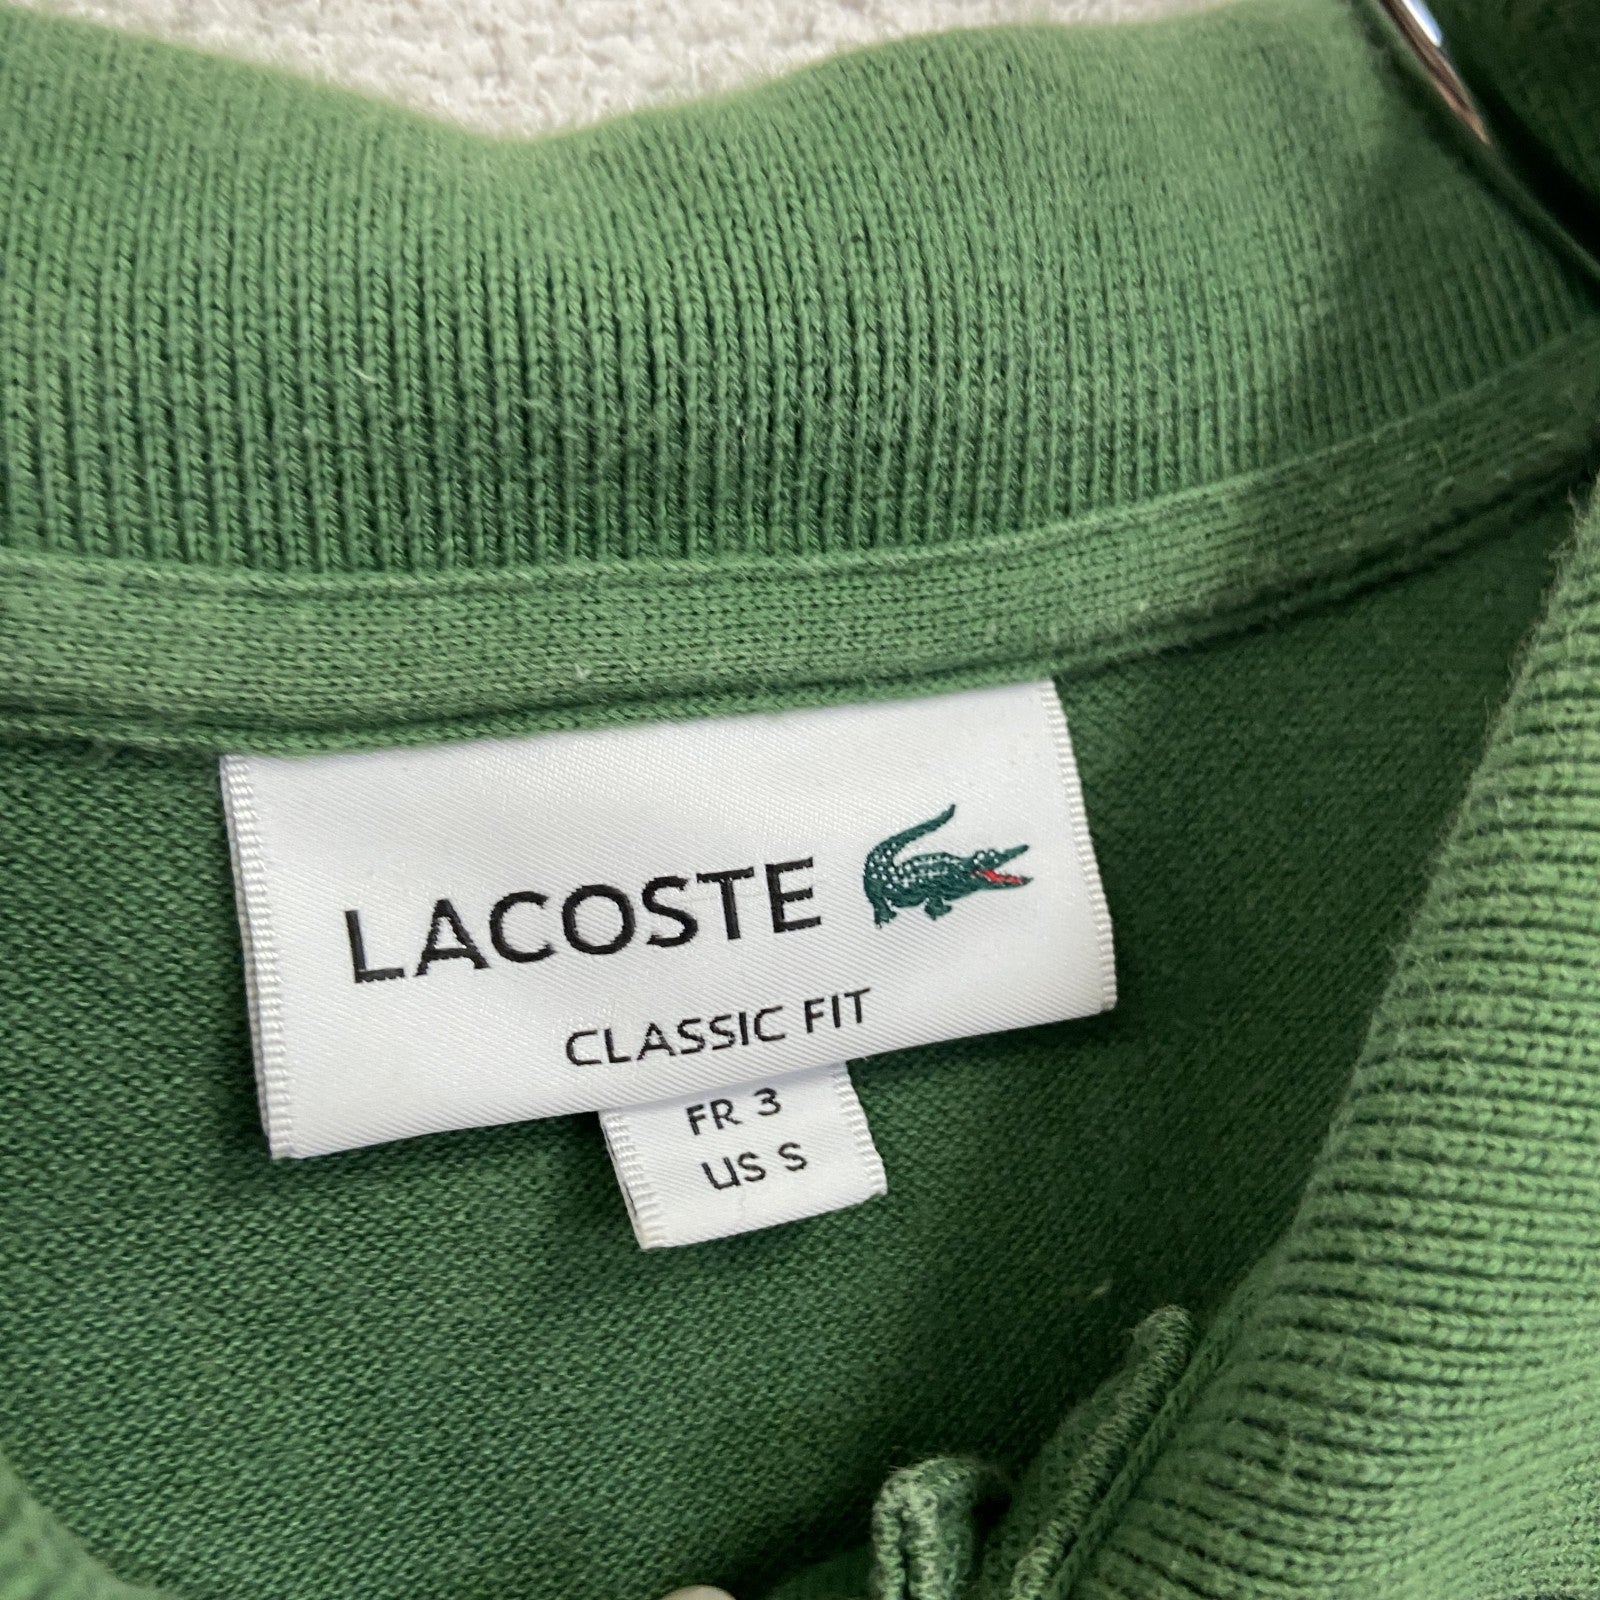 LACOSTE
CLASSIC FIT
FR 3
US S